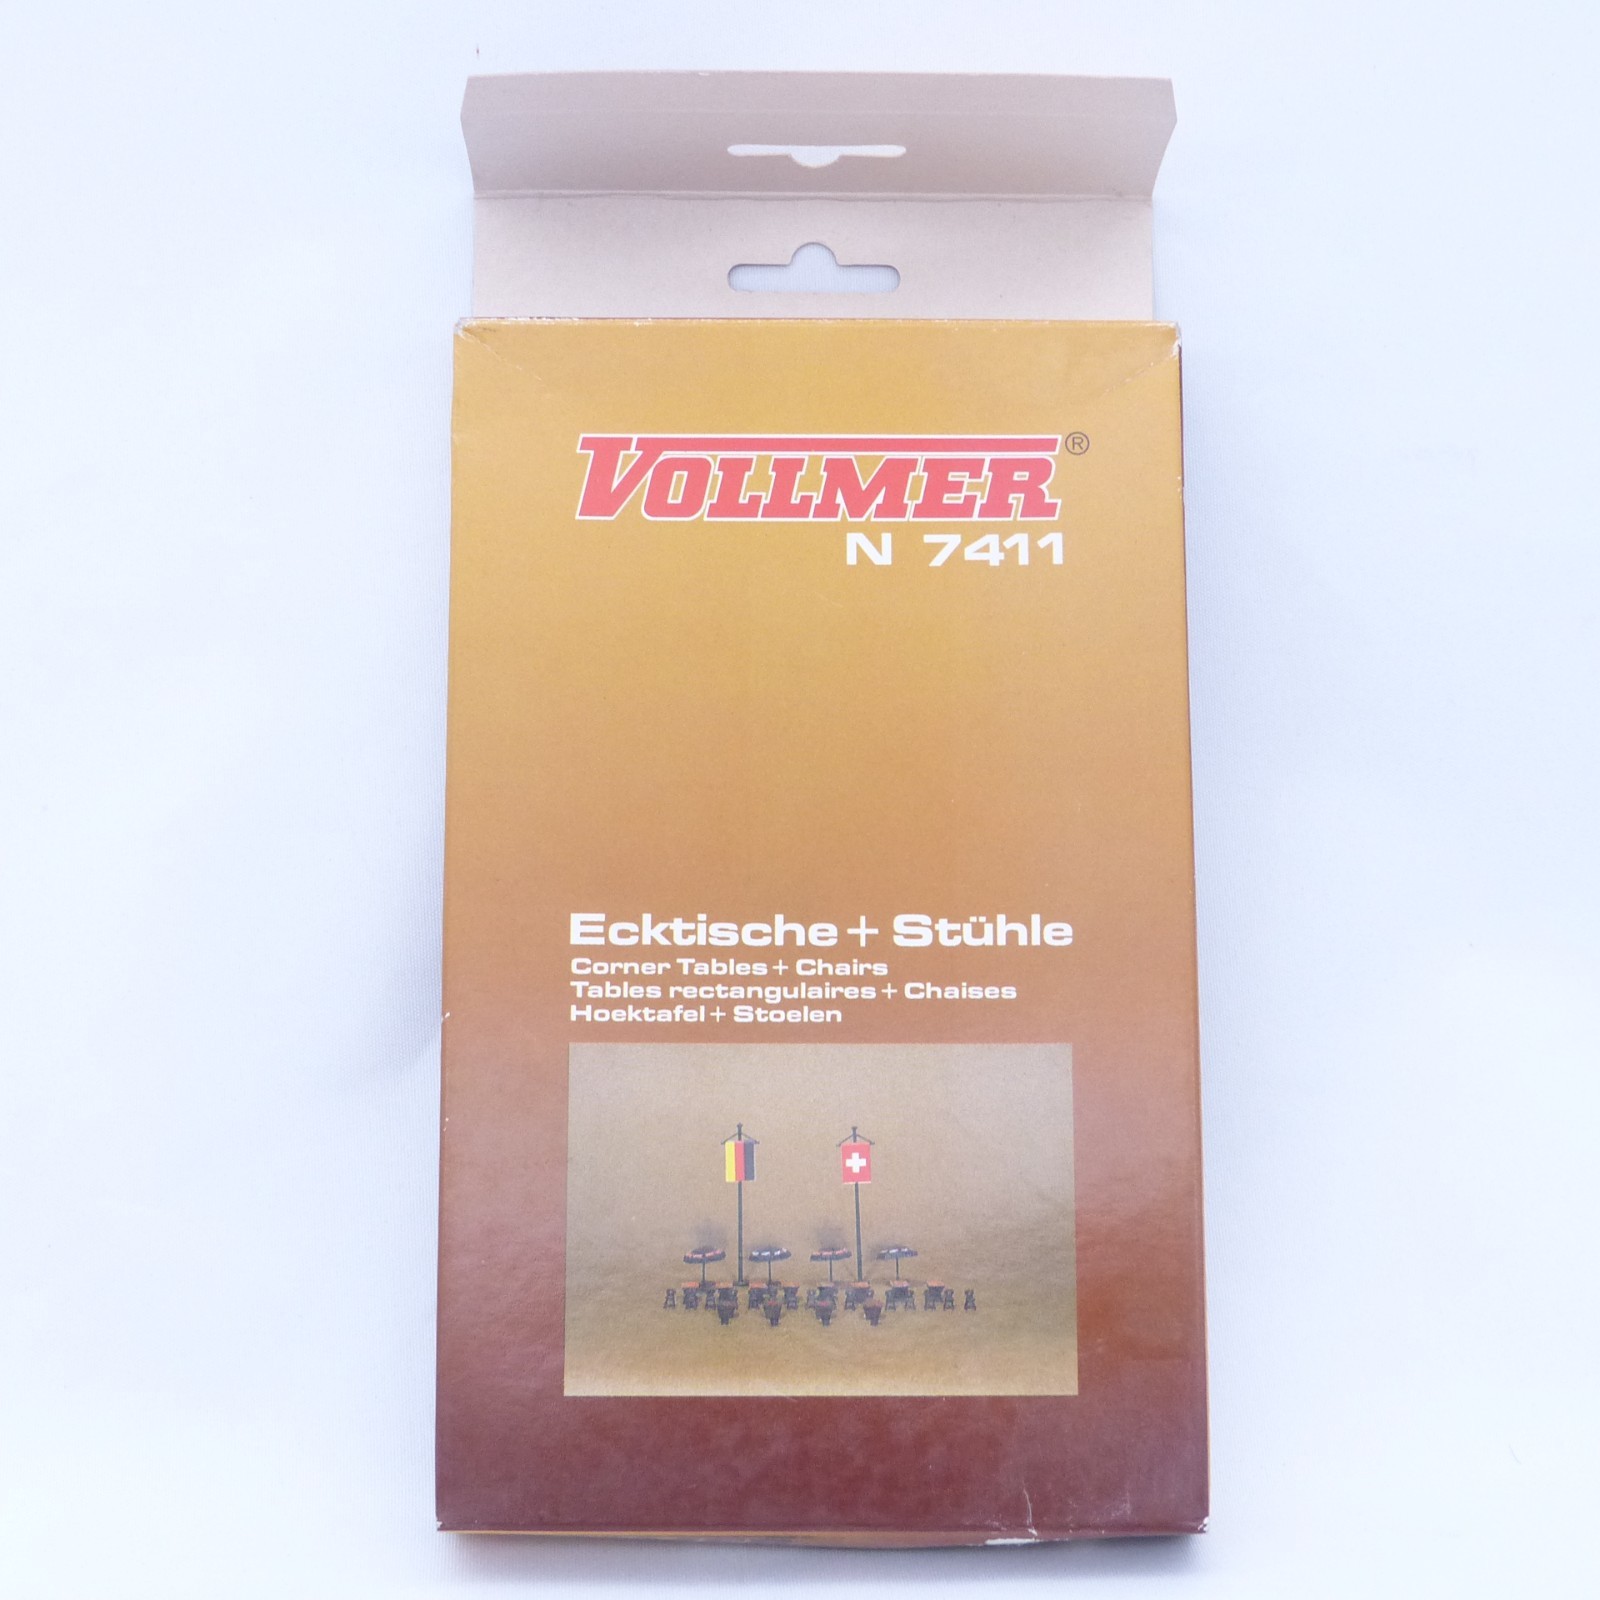 VOLLMER ®
N 7411
Ecktische + Stühle
Corner Tables + Chairs
Tables rectangulaires + Chaises
Hoektafel + Stoelen